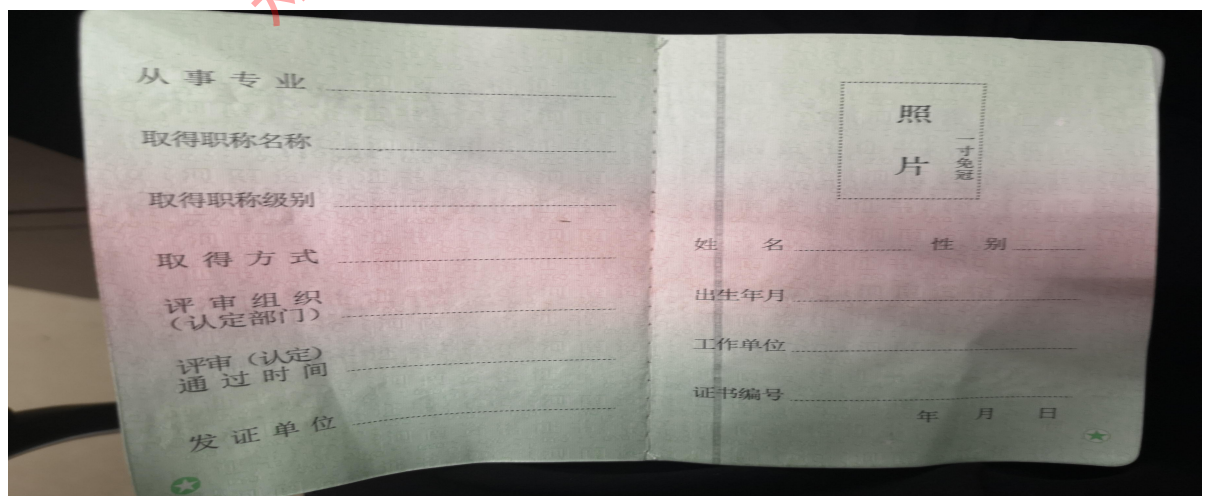 从事专业
取得职称名称
取得职称级别
取得方式
评审组织
(认定部门)
评审(认定)
通过时间
发证单位
照片
一寸免冠
姓名 性别
出生年月
工作单位
证书编号
年 月 日